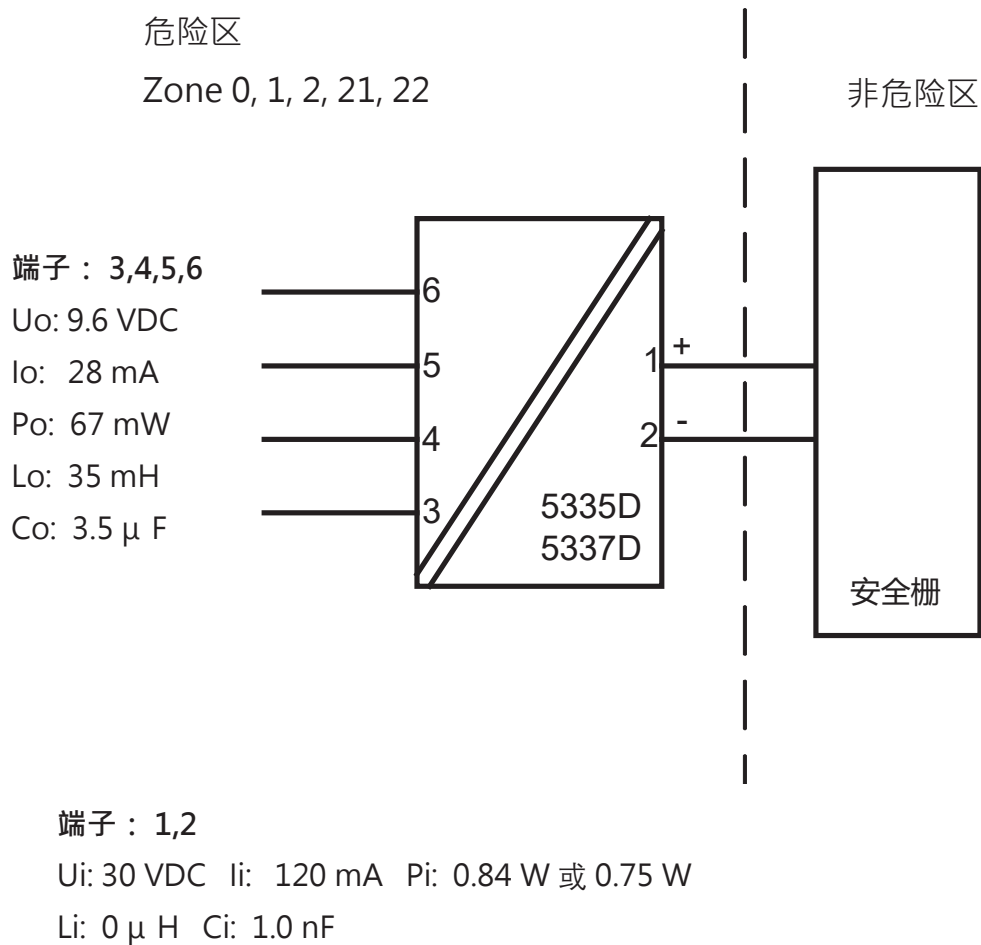 危险区
Zone 0, 1, 2, 21, 22
非危险区
端子： 3,4,5,6
Uo: 9.6 VDC
Io: 28 mA
Po: 67 mW
Lo: 35 mH
Co: 3.5 μ F
6
5
4
3
1 +
2 -
5335D
5337D
安全栅
端子： 1,2
Ui: 30 VDC Ii: 120 mA Pi: 0.84 W 或 0.75 W
Li: 0 μ H Ci: 1.0 nF